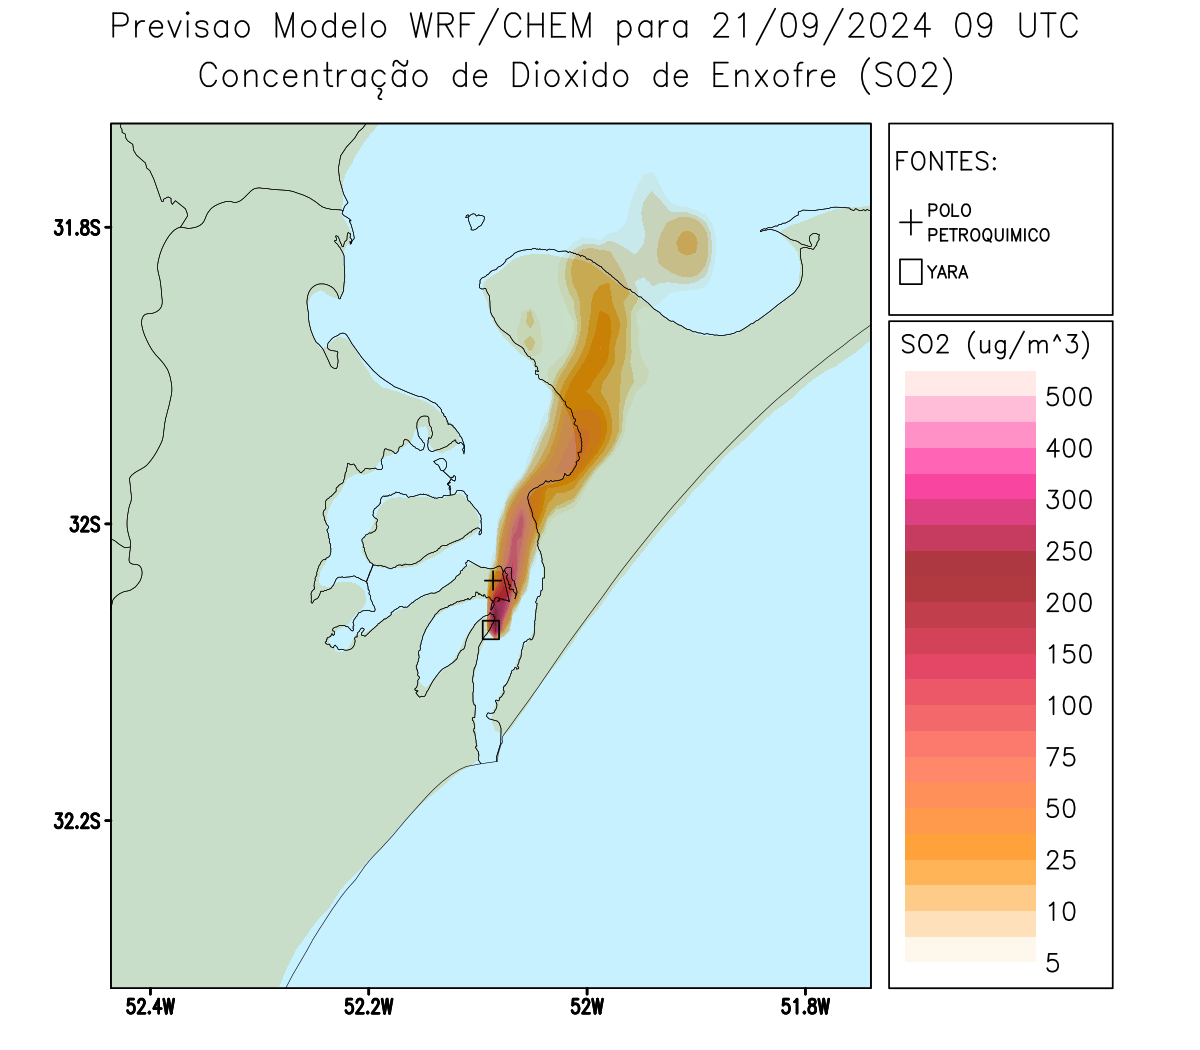 Previsao Modelo WRF/CHEM para 21/09/2024 09 UTC
Concentração de Dioxido de Enxofre (SO2)
FONTES:
POLO
PETROQUIMICO
YARA
SO2 (ug/m^3)
500
400
300
250
200
150
100
75
50
25
10
5
31.8S
32S
32.2S
52.4W
52.2W
52W
51.8W